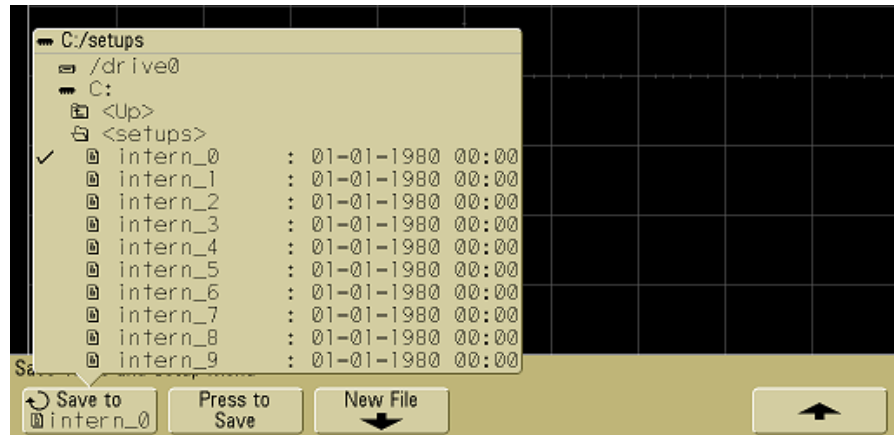 C:/setups
/drive0
C:
<Up>
<setups>
intern_0 : 01-01-1980 00:00
intern_1 : 01-01-1980 00:00
intern_2 : 01-01-1980 00:00
intern_3 : 01-01-1980 00:00
intern_4 : 01-01-1980 00:00
intern_5 : 01-01-1980 00:00
intern_6 : 01-01-1980 00:00
intern_7 : 01-01-1980 00:00
intern_8 : 01-01-1980 00:00
intern_9 : 01-01-1980 00:00
Save to
intern_0
Press to
Save
New File